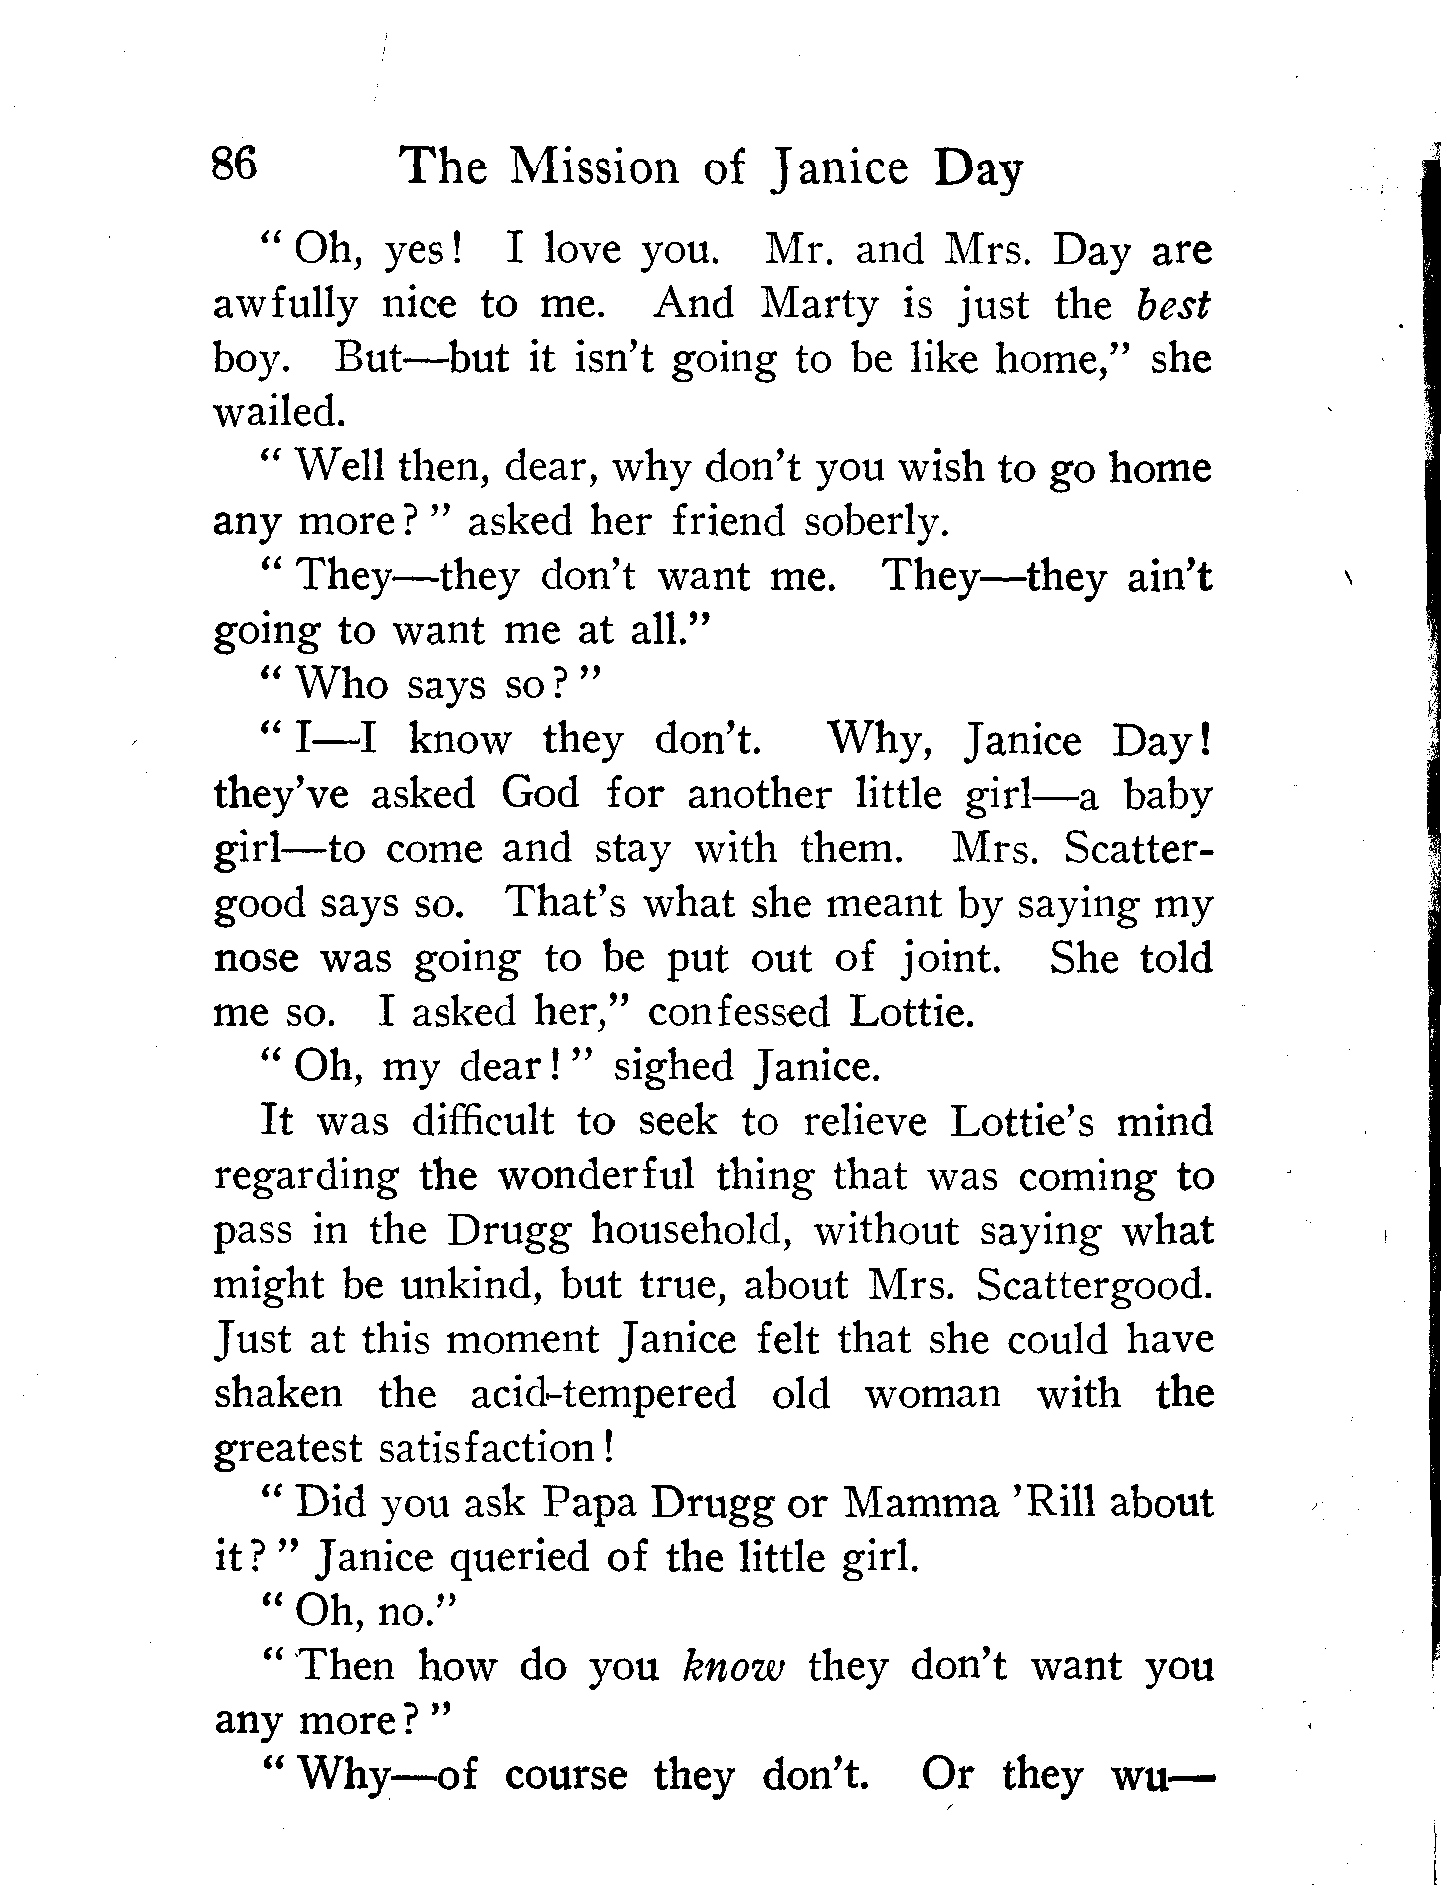 86 The Mission of Janice Day
“ Oh, yes! I love you. Mr. and Mrs. Day are
awfully nice to me. And Marty is just the best
boy. But—but it isn’t going to be like home,” she
wailed.
“ Well then, dear, why don’t you wish to go home
any more? ” asked her friend soberly.
“ They—they don’t want me. They—they ain’t
going to want me at all.”
“ Who says so? ”
“ I—I know they don’t. Why, Janice Day!
they’ve asked God for another little girl—a baby
girl—to come and stay with them. Mrs. Scatter-
good says so. That’s what she meant by saying my
nose was going to be put out of joint. She told
me so. I asked her,” confessed Lottie.
“ Oh, my dear! ” sighed Janice.
It was difficult to seek to relieve Lottie’s mind
regarding the wonderful thing that was coming to
pass in the Drugg household, without saying what
might be unkind, but true, about Mrs. Scattergood.
Just at this moment Janice felt that she could have
shaken the acid-tempered old woman with the
greatest satisfaction!
“ Did you ask Papa Drugg or Mamma ’Rill about
it? ” Janice queried of the little girl.
“ Oh, no.”
“ Then how do you know they don’t want you
any more? ”
“ Why—of course they don’t. Or they wu—